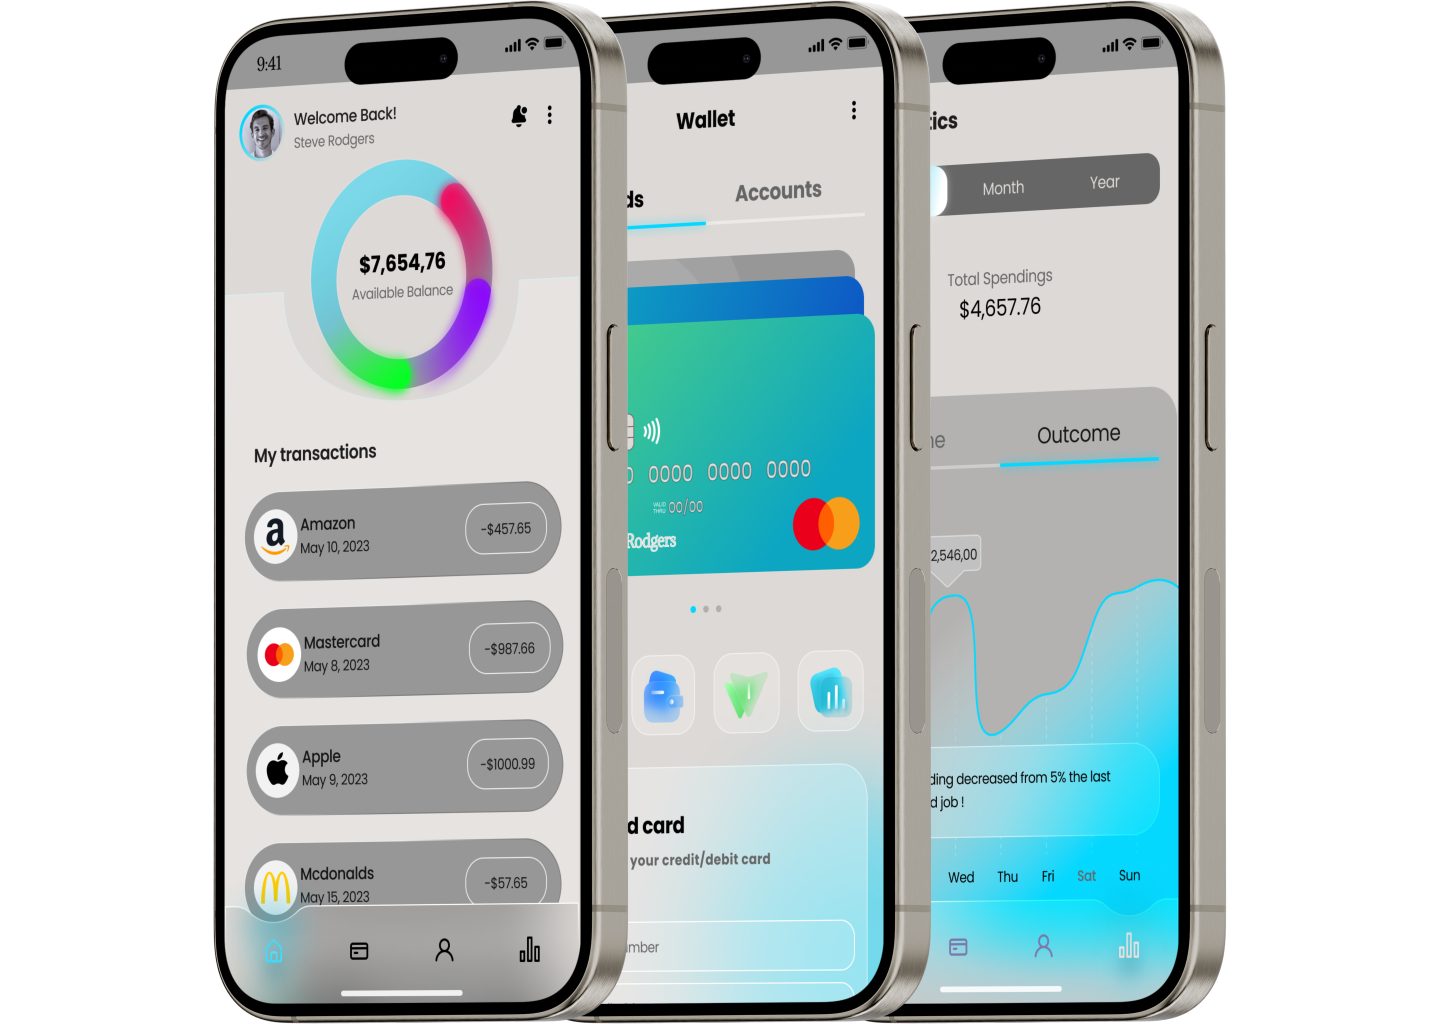 9:41
Welcome Back!
Steve Rodgers
$7,654,76
Available Balance
My transactions
Amazon
May 10, 2023
-$457.65
Mastercard
May 8, 2023
-$987.66
Apple
May 9, 2023
-$1000.99
Mcdonalds
May 15, 2023
-$57.65
Wallet
ds
Accounts
0 0000 0000 0000
VALID THRU 00/00
Rodgers
d card
your credit/debit card
mber
tics
Month
Year
Total Spendings
$4,657.76
ne
Outcome
2,546,00
ding decreased from 5% the last
d job !
Wed Thu Fri Sat Sun